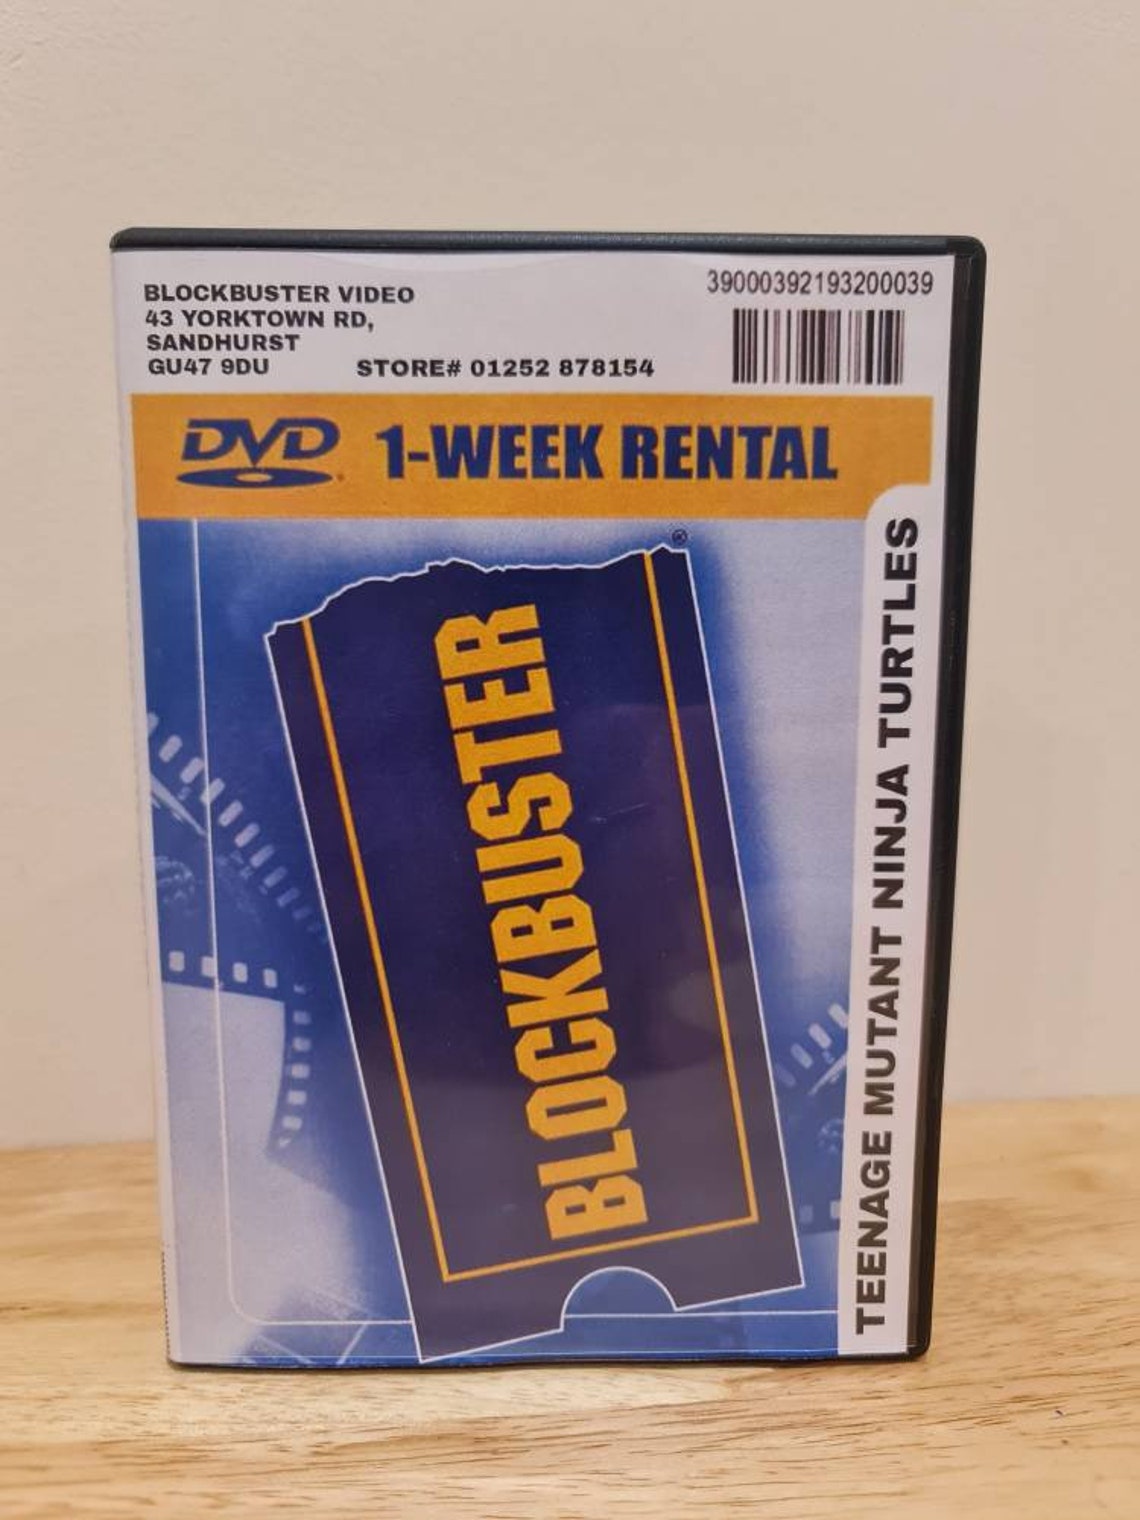 BLOCKBUSTER VIDEO
43 YORKTOWN RD,
SANDHURST
GU47 9DU
STORE# 01252 878154
39000392193200039
DVD
1-WEEK RENTAL
BLOCKBUSTER
®
TEENAGE MUTANT NINJA TURTLES